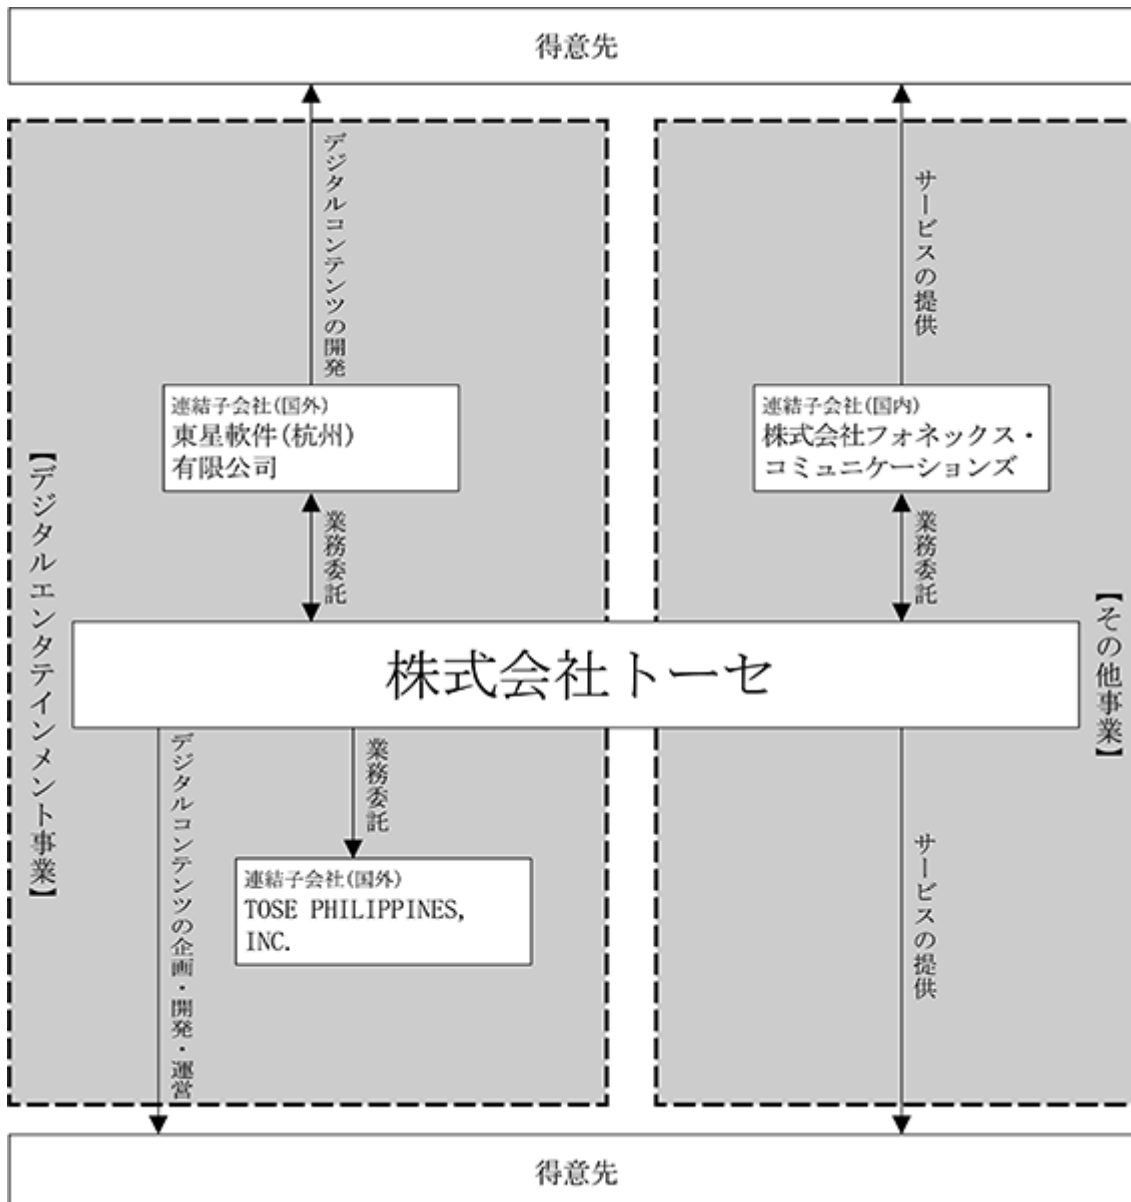 得意先
デジタルコンテンツの開発
サービスの提供
連結子会社(国外)
東星軟件(杭州)
有限公司
連結子会社(国内)
株式会社フォネックス・
コミュニケーションズ
業務委託
業務委託
【デジタルエンタテインメント事業】
【その他事業】
株式会社トーセ
デジタルコンテンツの企画・開発・運営
業務委託
サービスの提供
連結子会社(国外)
TOSE PHILIPPINES,
INC.
得意先